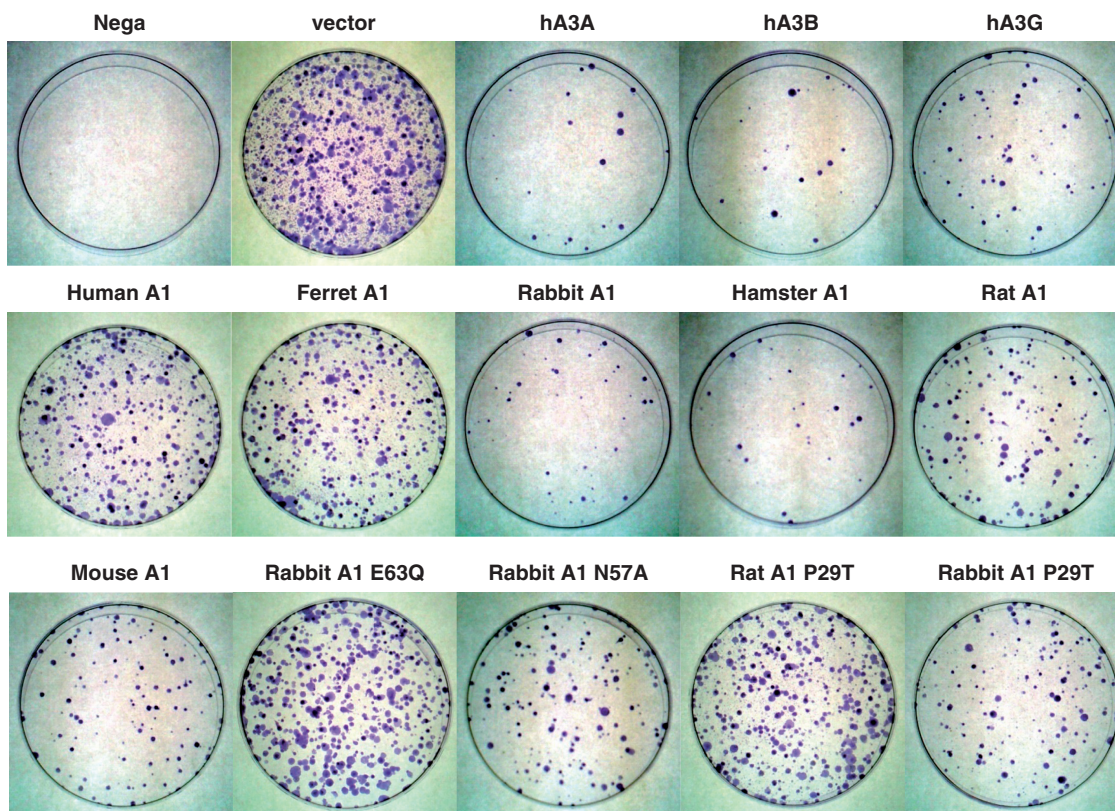 Nega vector hA3A hA3B hA3G
Human A1 Ferret A1 Rabbit A1 Hamster A1 Rat A1
Mouse A1 Rabbit A1 E63Q Rabbit A1 N57A Rat A1 P29T Rabbit A1 P29T